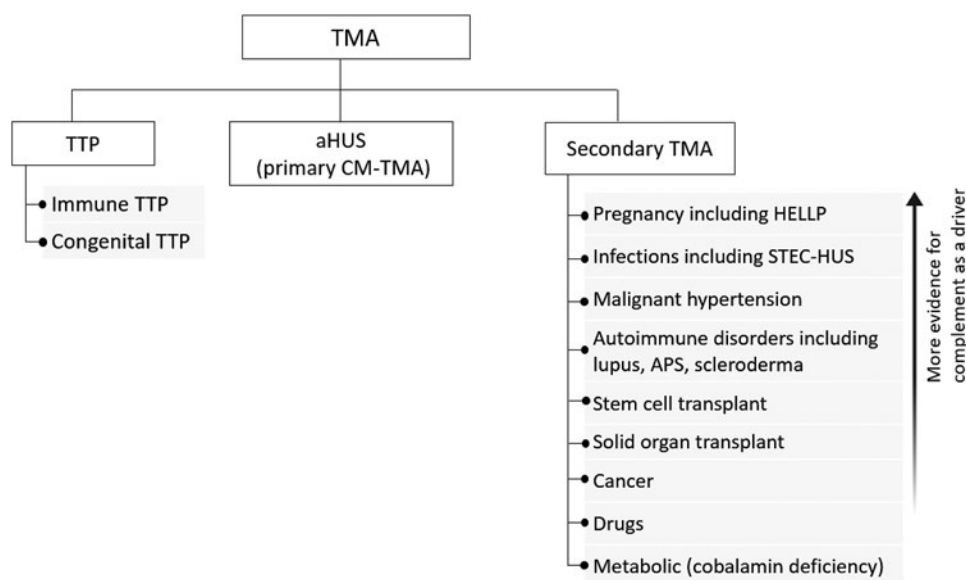 TMA
TTP
aHUS
(primary CM-TMA)
Secondary TMA
Immune TTP
Congenital TTP
Pregnancy including HELLP
Infections including STEC-HUS
Malignant hypertension
Autoimmune disorders including
lupus, APS, scleroderma
Stem cell transplant
Solid organ transplant
Cancer
Drugs
Metabolic (cobalamin deficiency)
More evidence for
complement as a driver